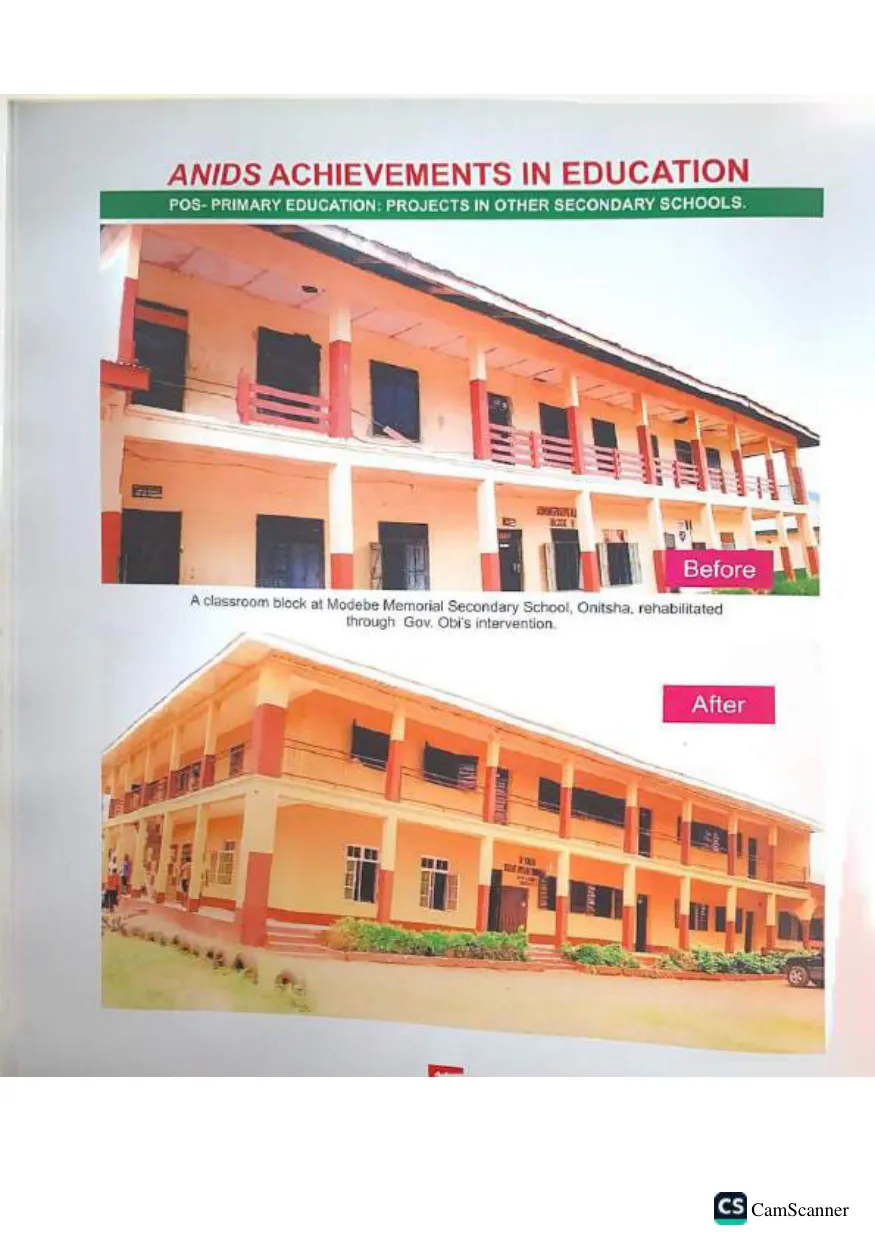 ANIDS ACHIEVEMENTS IN EDUCATION
POS- PRIMARY EDUCATION: PROJECTS IN OTHER SECONDARY SCHOOLS.
Before
A classroom block at Modebe Memorial Secondary School, Onitsha, rehabilitated
through Gov. Obi's intervention.
After
CS CamScanner